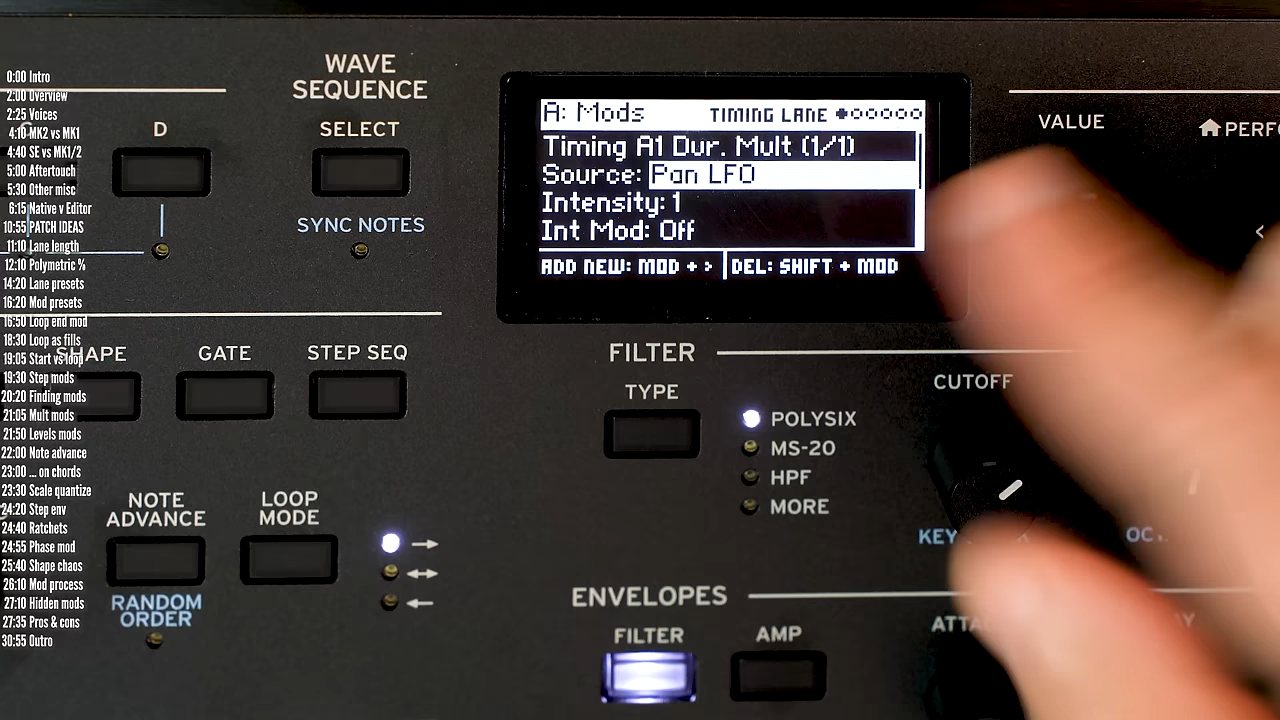 0:00 Intro
2:00 Overview
2:25 Voices
4:10 MK2 vs MK1
4:40 SE vs MK1/2
5:00 Aftertouch
5:30 Other misc
6:15 Native v Editor
10:55 PATCH IDEAS
11:10 Lane length
12:10 Polymetric %
14:20 Lane presets
16:20 Mod presets
16:50 Loop end mod
18:30 Loop as fills
19:05 Start vs loop
19:30 Step mods
20:20 Finding mods
21:05 Mult mods
21:50 Levels mods
22:00 Note advance
23:00 ... on chords
23:30 Scale quantize
24:20 Step env
24:40 Ratchets
24:55 Phase mod
25:40 Shape chaos
26:10 Mod process
27:10 Hidden mods
27:35 Pros & cons
30:55 Outro
WAVE
SEQUENCE
D
SELECT
SYNC NOTES
SHAPE
GATE
STEP SEQ
NOTE
ADVANCE
LOOP
MODE
RANDOM
ORDER
A: Mods TIMING LANE
Timing A1 Dur. Mult (1/1)
Source: Pan LFO
Intensity: 1
Int Mod: Off
ADD NEW: MOD + > DEL: SHIFT + MOD
VALUE
FILTER
TYPE
POLYSIX
MS-20
HPF
MORE
CUTOFF
KEY
ENVELOPES
FILTER
AMP